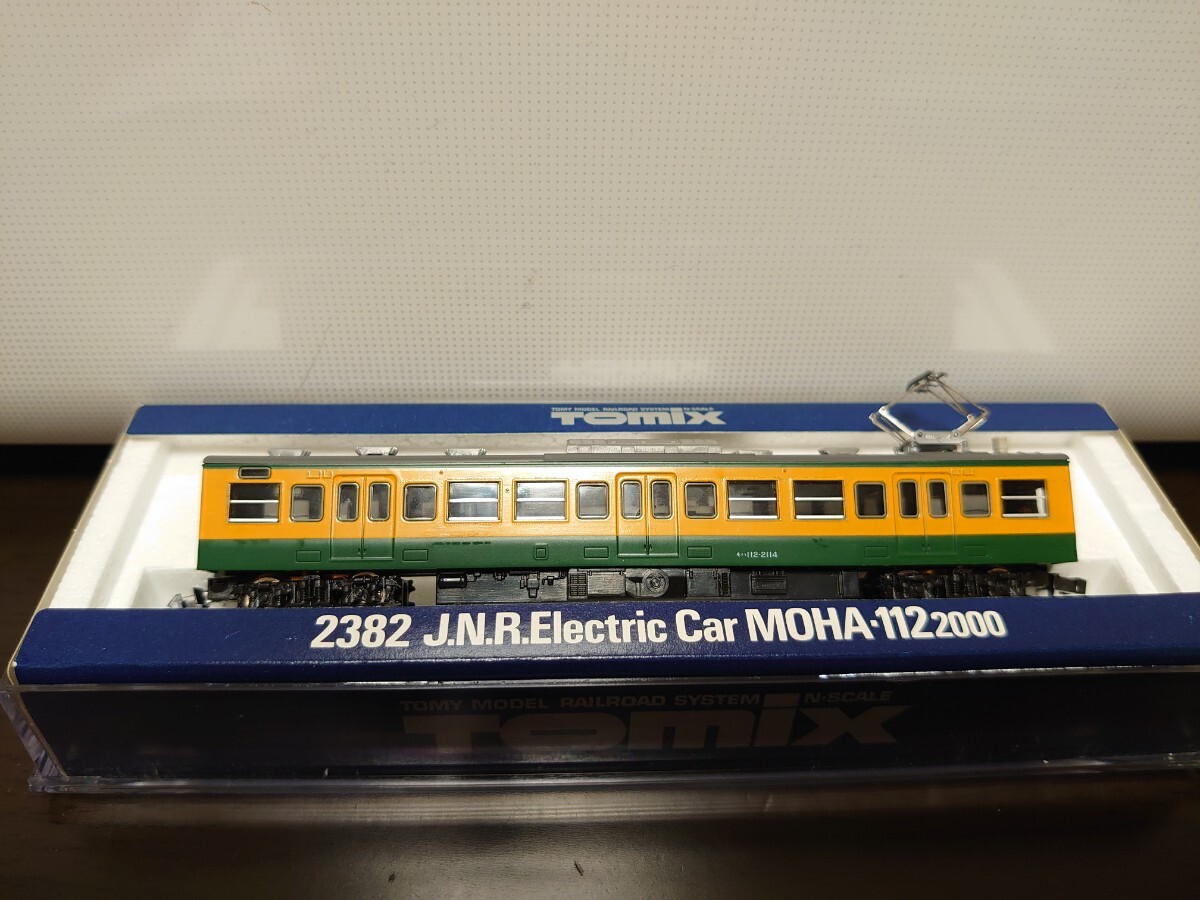 TOMY MODEL RAILROAD SYSTEM N-SCALE
TOMIX
モハ112-2114
2382 J.N.R.Electric Car MOHA-112 2000
TOMY MODEL RAILROAD SYSTEM N-SCALE
TOMIX